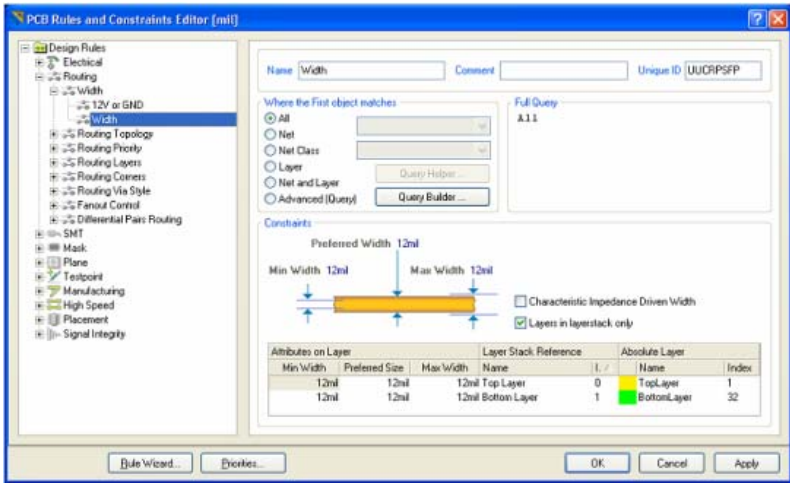 PCB Rules and Constraints Editor [mil]
Design Rules
Electrical
Routing
Width
12V or GND
Width
Routing Topology
Routing Priority
Routing Layers
Routing Corners
Routing Via Style
Fanout Control
Differential Pairs Routing
SMT
Mask
Plane
Testpoint
Manufacturing
High Speed
Placement
Signal Integrity
Name Width Comment Unique ID UUCRPSFP
Where the First object matches
All
Net
Net Class
Layer
Net and Layer
Advanced (Query)
Query Helper ...
Query Builder ...
Full Query
All
Constraints
Preferred Width 12mil
Min Width 12mil Max Width 12mil
Characteristic Impedance Driven Width
Layers in layerstack only
Attributes on Layer Layer Stack Reference Absolute Layer
Min Width Preferred Size Max Width Name I. Name Index
12mil 12mil 12mil Top Layer 0 TopLayer 1
12mil 12mil 12mil Bottom Layer 1 BottomLayer 32
Rule Wizard... Priorities... OK Cancel Apply